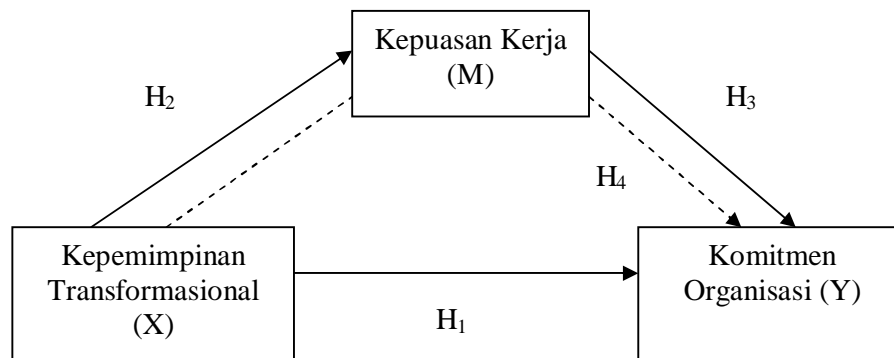 Kepuasan Kerja
(M)
H₂
H₃
H₄
Kepemimpinan
Transformasional
(X)
Komitmen
Organisasi (Y)
H₁